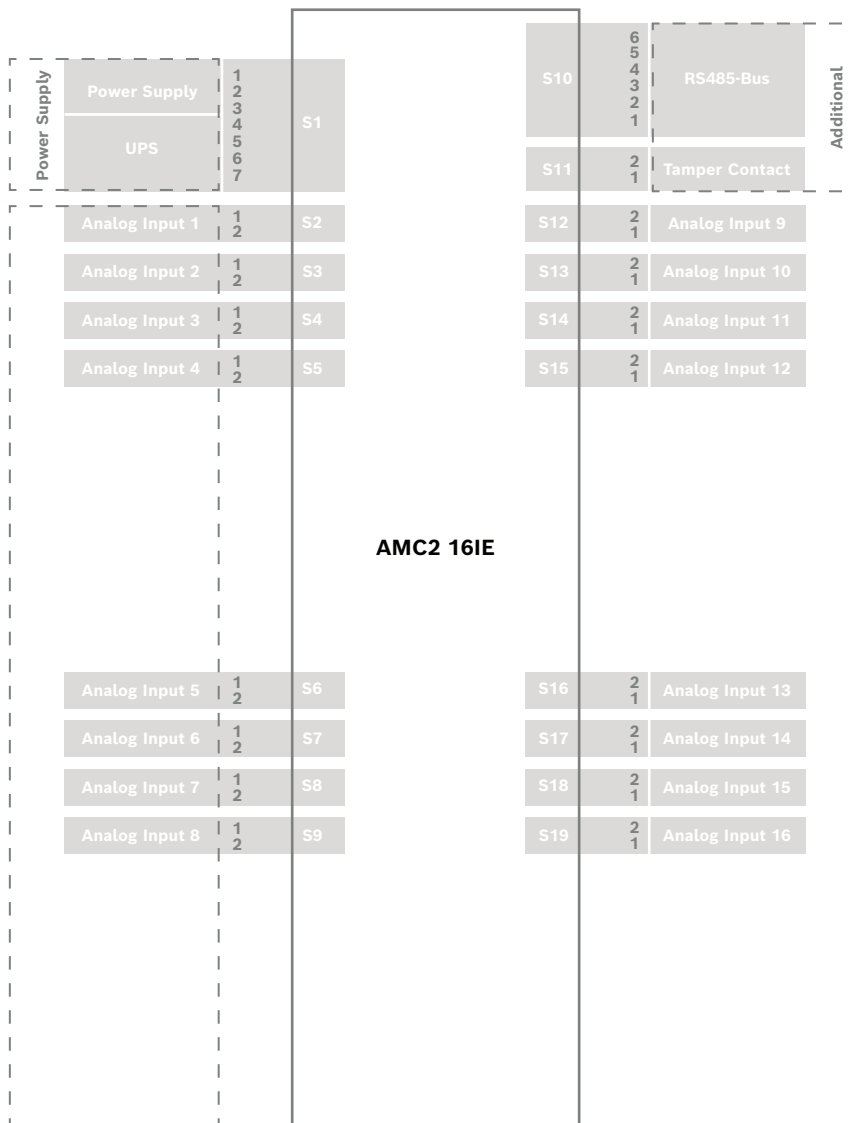 Power Supply
Power Supply
UPS
1
2
3
4
5
6
7
S1
Analog Input 1
1
2
S2
Analog Input 2
1
2
S3
Analog Input 3
1
2
S4
Analog Input 4
1
2
S5
S10
6
5
4
3
2
1
RS485-Bus
Additional
S11
2
1
Tamper Contact
S12
2
1
Analog Input 9
S13
2
1
Analog Input 10
S14
2
1
Analog Input 11
S15
2
1
Analog Input 12
AMC2 16IE
Analog Input 5
1
2
S6
Analog Input 6
1
2
S7
Analog Input 7
1
2
S8
Analog Input 8
1
2
S9
S16
2
1
Analog Input 13
S17
2
1
Analog Input 14
S18
2
1
Analog Input 15
S19
2
1
Analog Input 16